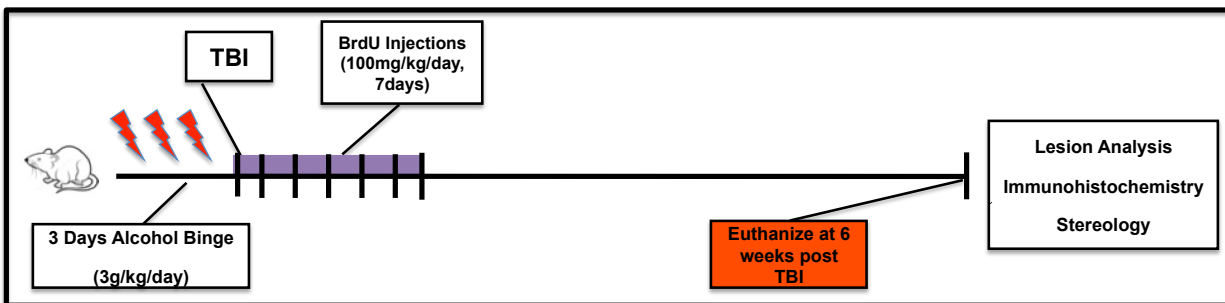 TBI
BrdU Injections
(100mg/kg/day,
7days)
3 Days Alcohol Binge
(3g/kg/day)
Euthanize at 6
weeks post
TBI
Lesion Analysis
Immunohistochemistry
Stereology